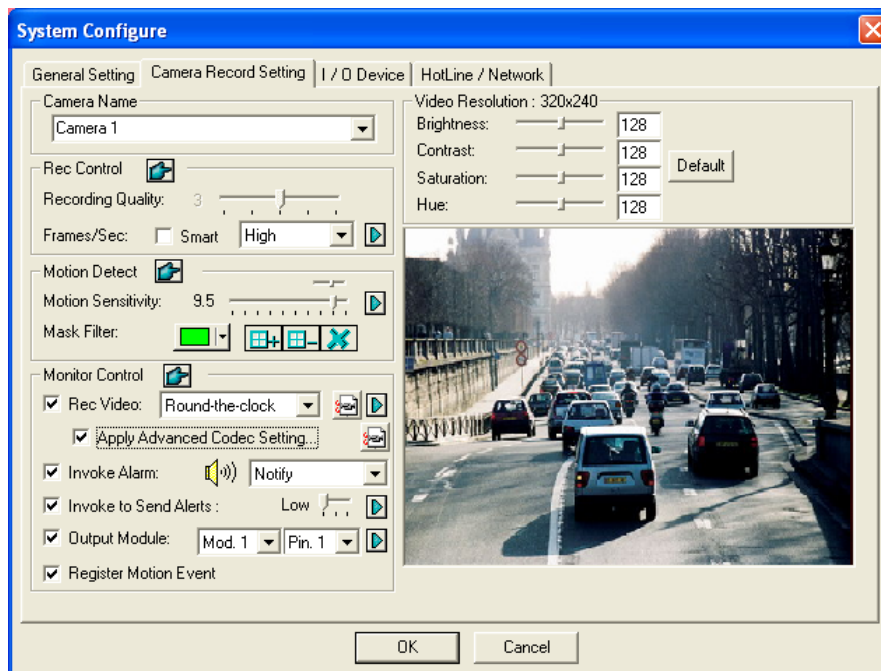 System Configure
General Setting
Camera Record Setting
I / O Device
HotLine / Network
Camera Name
Camera 1
Rec Control
Recording Quality: 3
Frames/Sec: Smart High
Motion Detect
Motion Sensitivity: 9.5
Mask Filter:
Monitor Control
Rec Video: Round-the-clock
Apply Advanced Codec Setting...
Invoke Alarm: Notify
Invoke to Send Alerts : Low
Output Module: Mod. 1 Pin. 1
Register Motion Event
Video Resolution : 320x240
Brightness: 128
Contrast: 128
Saturation: 128
Hue: 128
Default
OK
Cancel